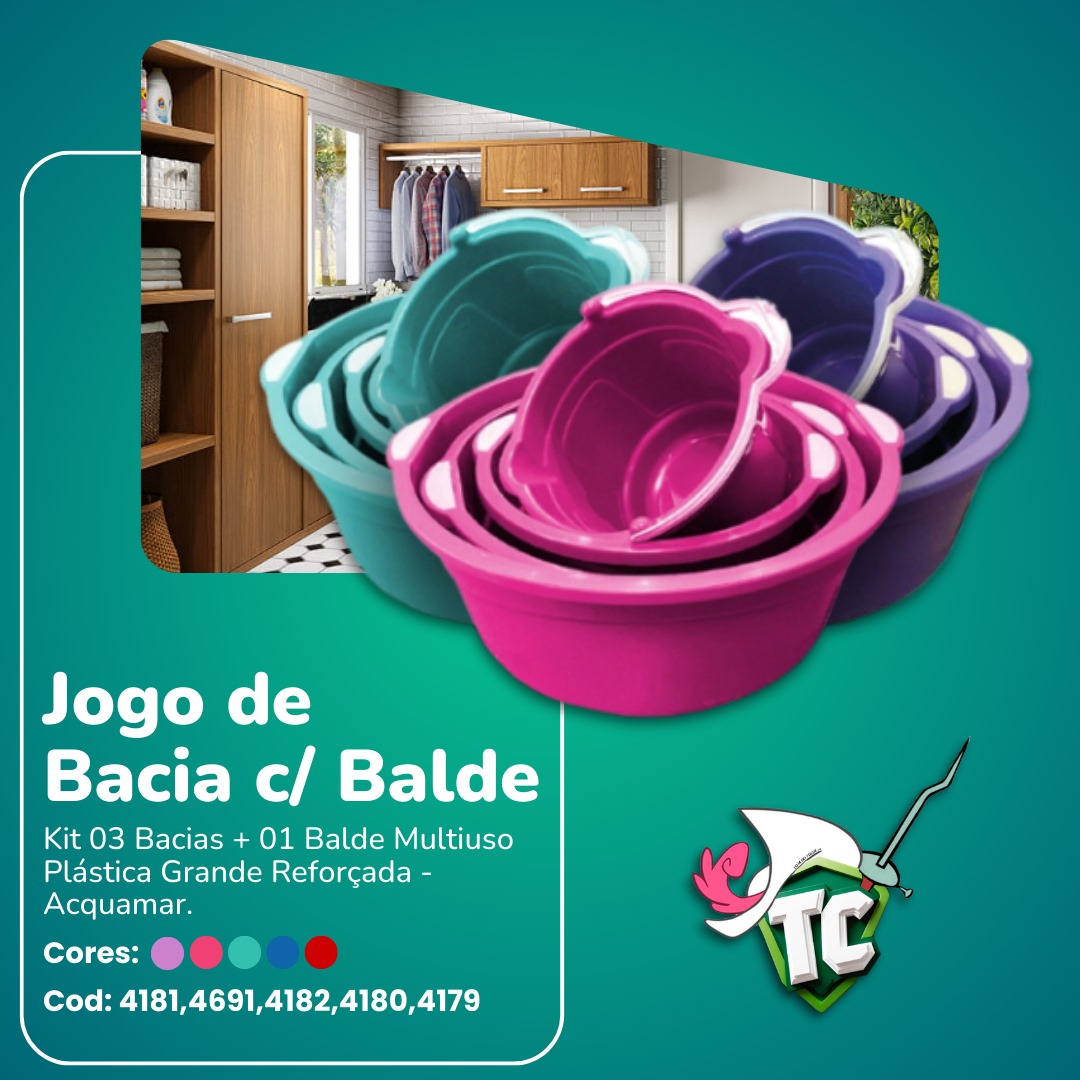 Jogo de
Bacia c/ Balde
Kit 03 Bacias + 01 Balde Multiuso
Plástica Grande Reforçada -
Acquamar.
Cores:
Cod: 4181,4691,4182,4180,4179
TC